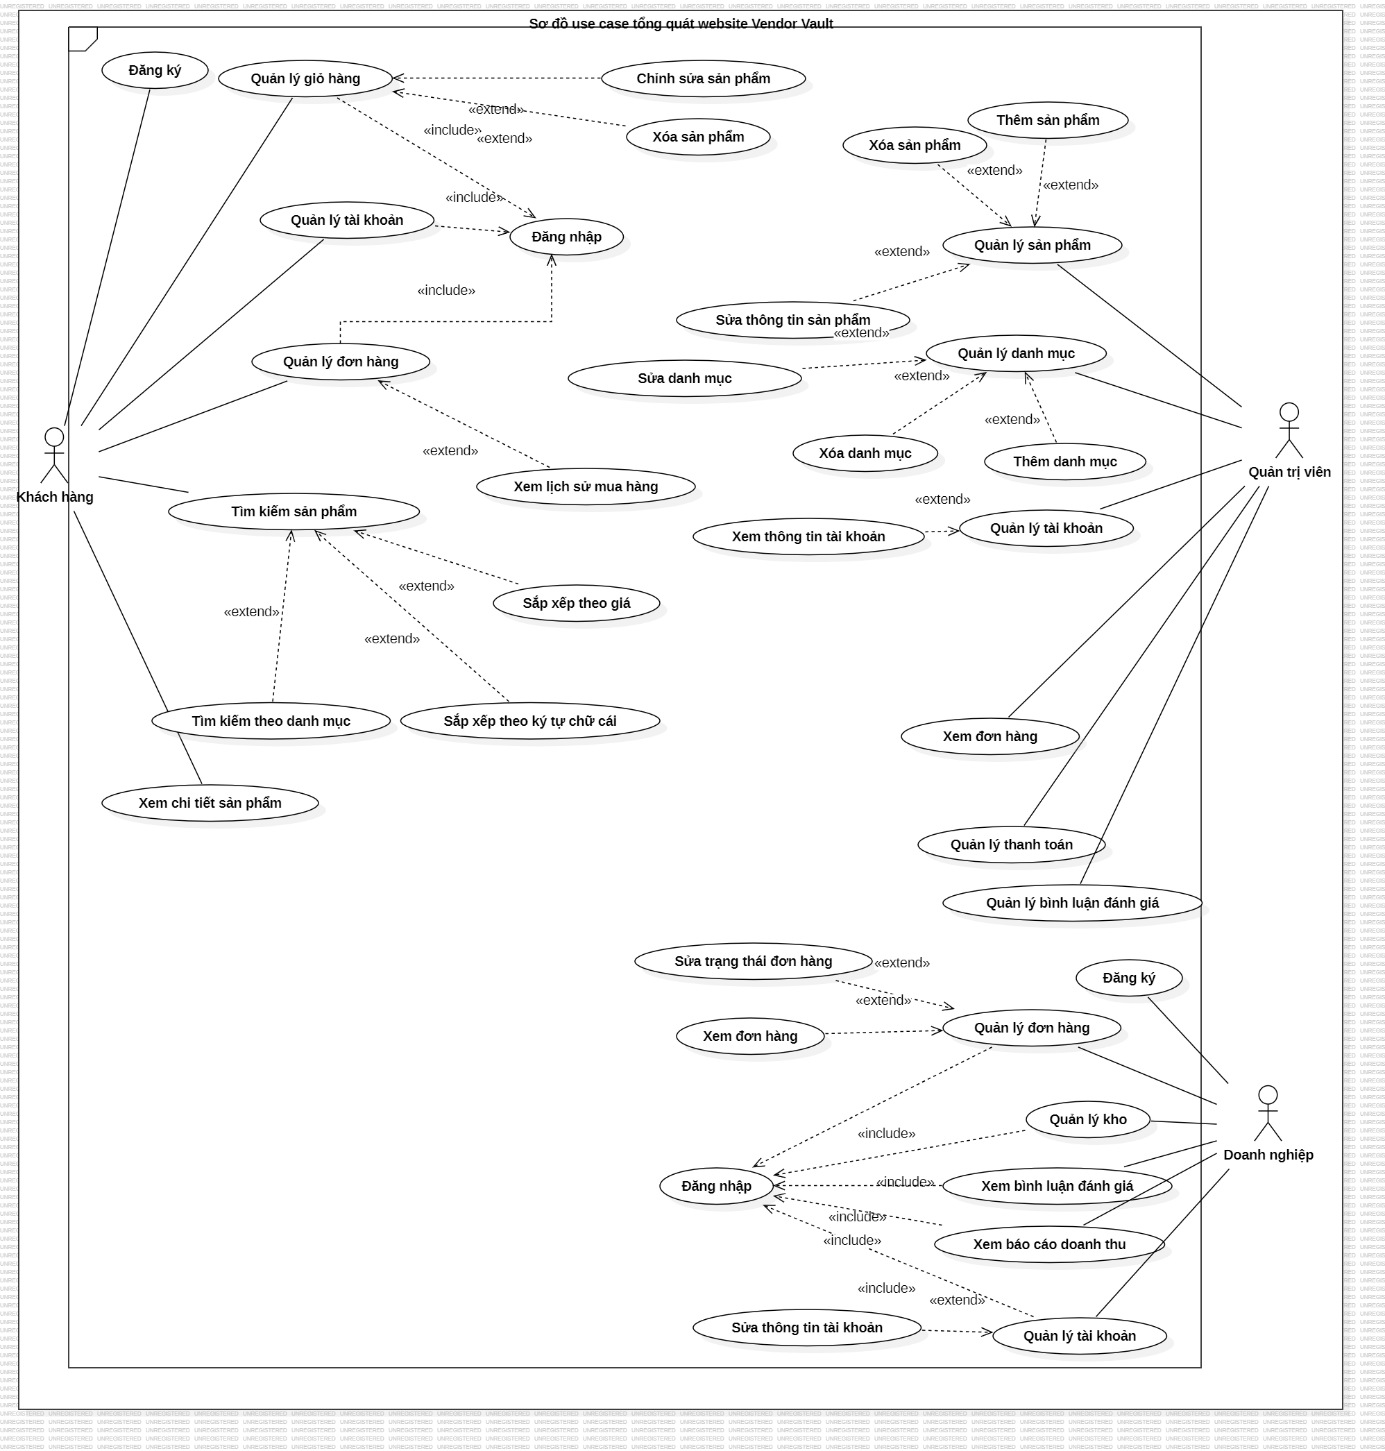 Sơ đồ use case tổng quát website Vendor Vault
Đăng ký
Quản lý giỏ hàng
Chỉnh sửa sản phẩm
«extend»
Xóa sản phẩm
«include»
«extend»
Thêm sản phẩm
Xóa sản phẩm
«extend»
«extend»
Quản lý tài khoản
«include»
Đăng nhập
Quản lý sản phẩm
«extend»
«include»
Sửa thông tin sản phẩm
«extend»
Quản lý đơn hàng
Quản lý danh mục
Sửa danh mục
«extend»
«extend»
Khách hàng
«extend»
Xóa danh mục
Thêm danh mục
Quản trị viên
Xem lịch sử mua hàng
«extend»
Tìm kiếm sản phẩm
Xem thông tin tài khoản
Quản lý tài khoản
«extend»
Sắp xếp theo giá
«extend»
«extend»
Tìm kiếm theo danh mục
Sắp xếp theo ký tự chữ cái
Xem đơn hàng
Xem chi tiết sản phẩm
Quản lý thanh toán
Quản lý bình luận đánh giá
Sửa trạng thái đơn hàng
«extend»
Đăng ký
«extend»
Xem đơn hàng
Quản lý đơn hàng
Quản lý kho
«include»
Doanh nghiệp
Đăng nhập
«include»
Xem bình luận đánh giá
«include»
«include»
Xem báo cáo doanh thu
«include»
«extend»
Sửa thông tin tài khoản
Quản lý tài khoản
UNREGISTERED